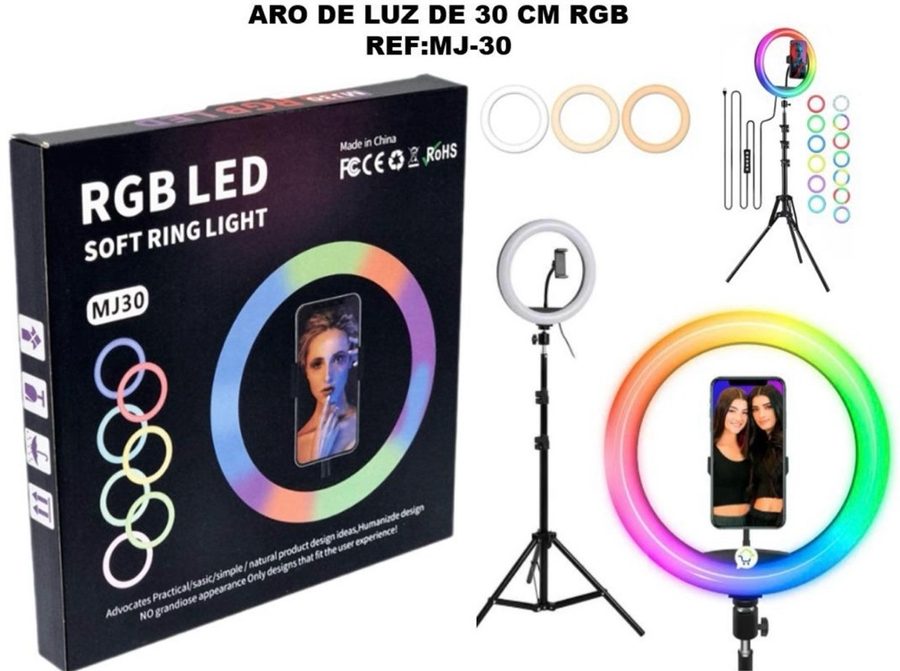 ARO DE LUZ DE 30 CM RGB
REF:MJ-30
MJ30 RGB LED
Made in China
FC CE RoHS
RGB LED
SOFT RING LIGHT
MJ30
Advocates Practical/sasic/simple / natural product design ideas,Humanizde design
NO grandiose appearance Only designs that fit the user experience!